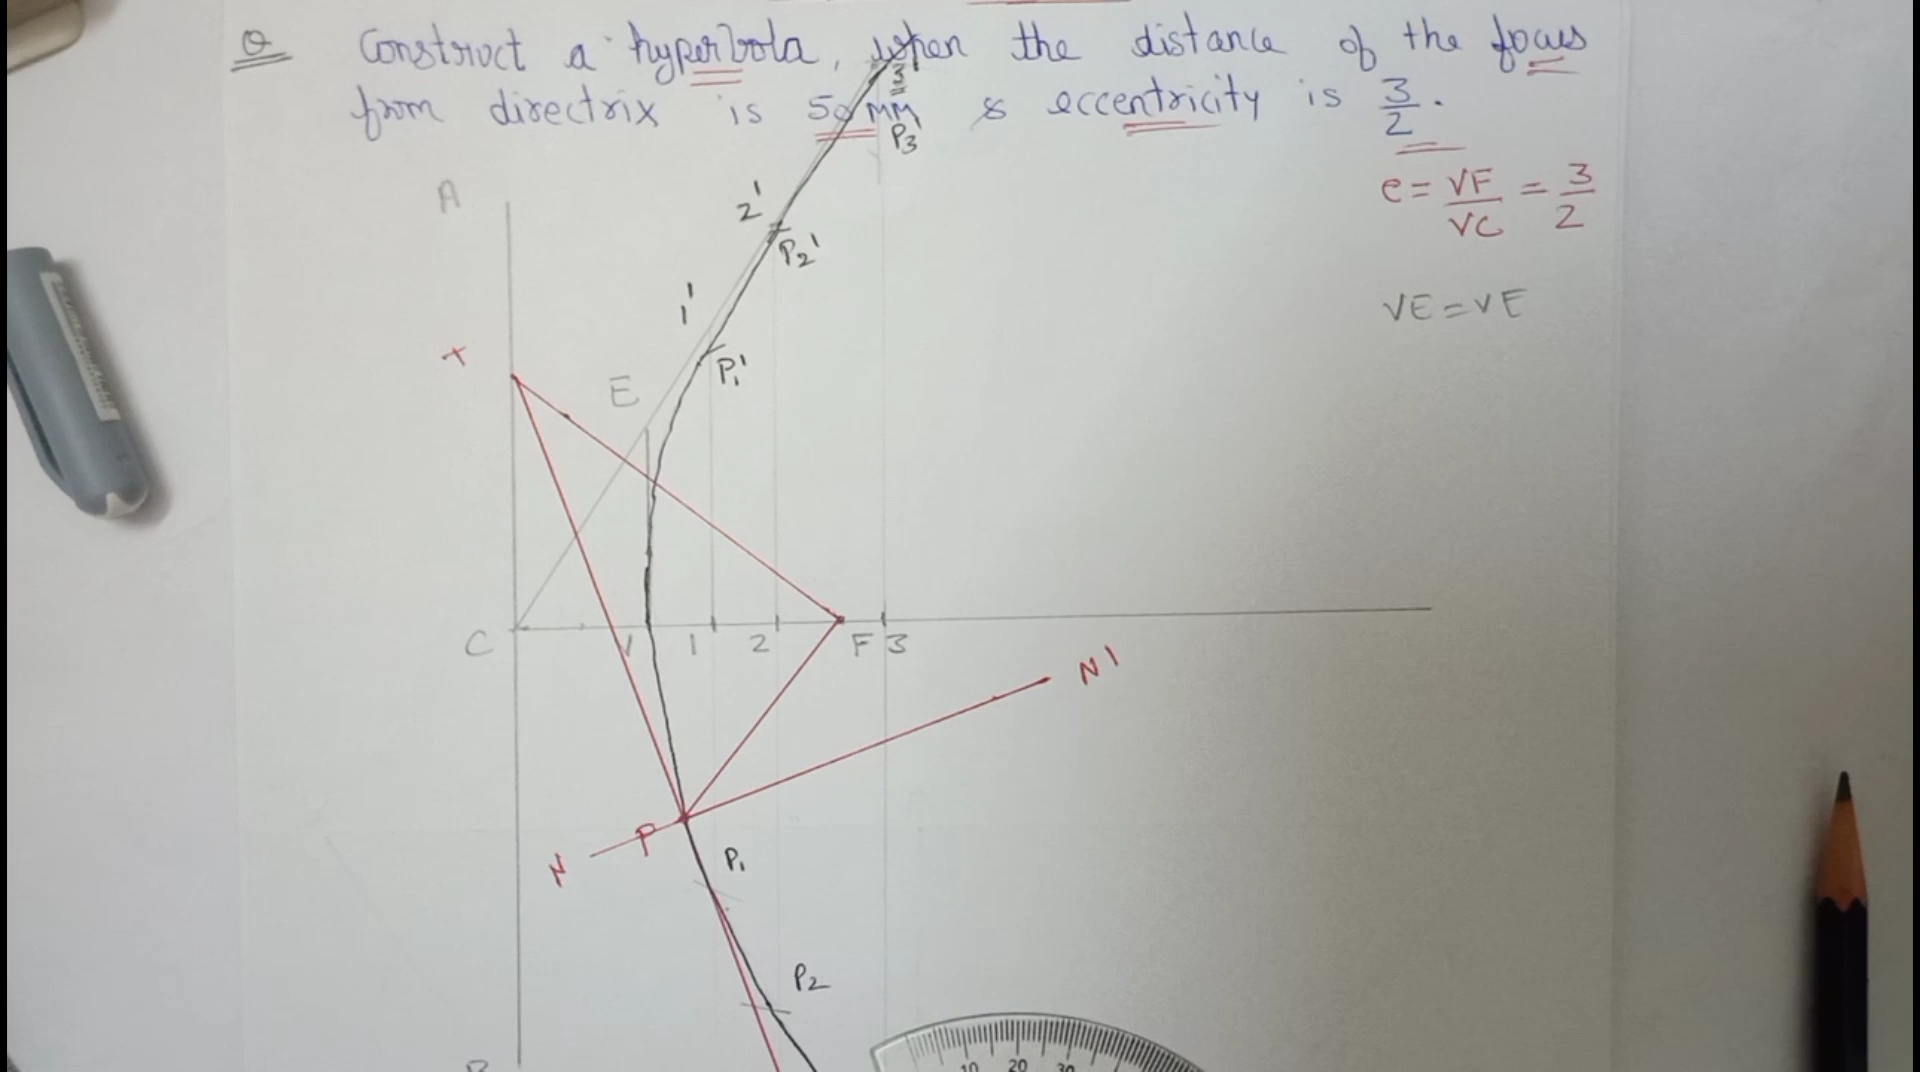 Q Construct a hyperbola, when the distance of the focus
from directrix is 50 MM & eccentricity is 3/2.
e = VF/VC = 3/2
VE = VE
A
3'
P3'
2'
P2'
1'
P1'
X
E
C V 1 2 F 3
N'
P
N
P1
P2
B
10 20 30